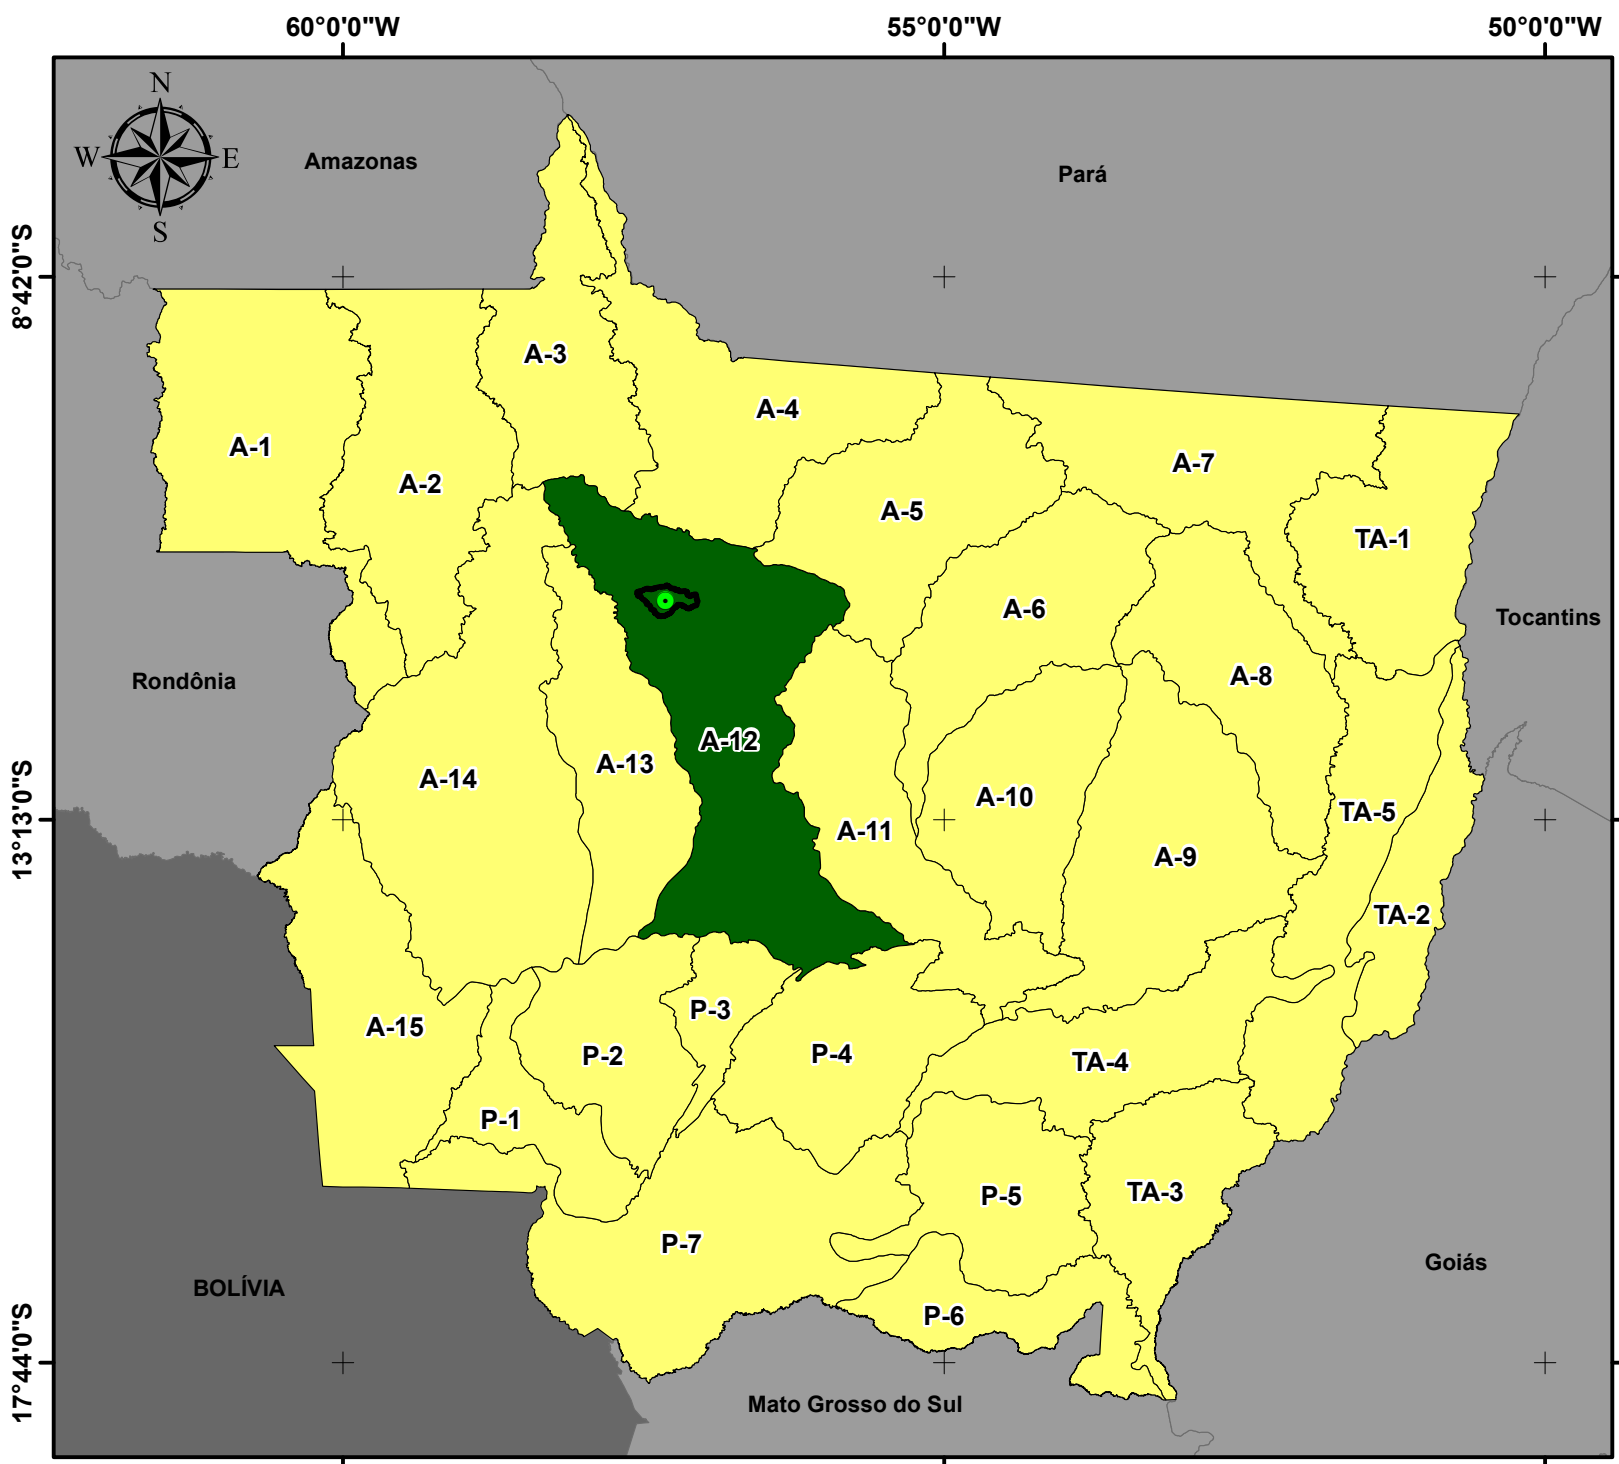 60°0'0"W
55°0'0"W
50°0'0"W
N
W
E
S
Amazonas
Pará
8°42'0"S
A-3
A-4
A-1
A-7
A-2
A-5
TA-1
A-6
Tocantins
A-8
Rondônia
A-12
A-13
A-14
A-10
TA-5
A-11
13°13'0"S
A-9
TA-2
P-3
A-15
P-4
P-2
TA-4
P-1
TA-3
P-5
P-7
Goiás
BOLÍVIA
P-6
17°44'0"S
Mato Grosso do Sul